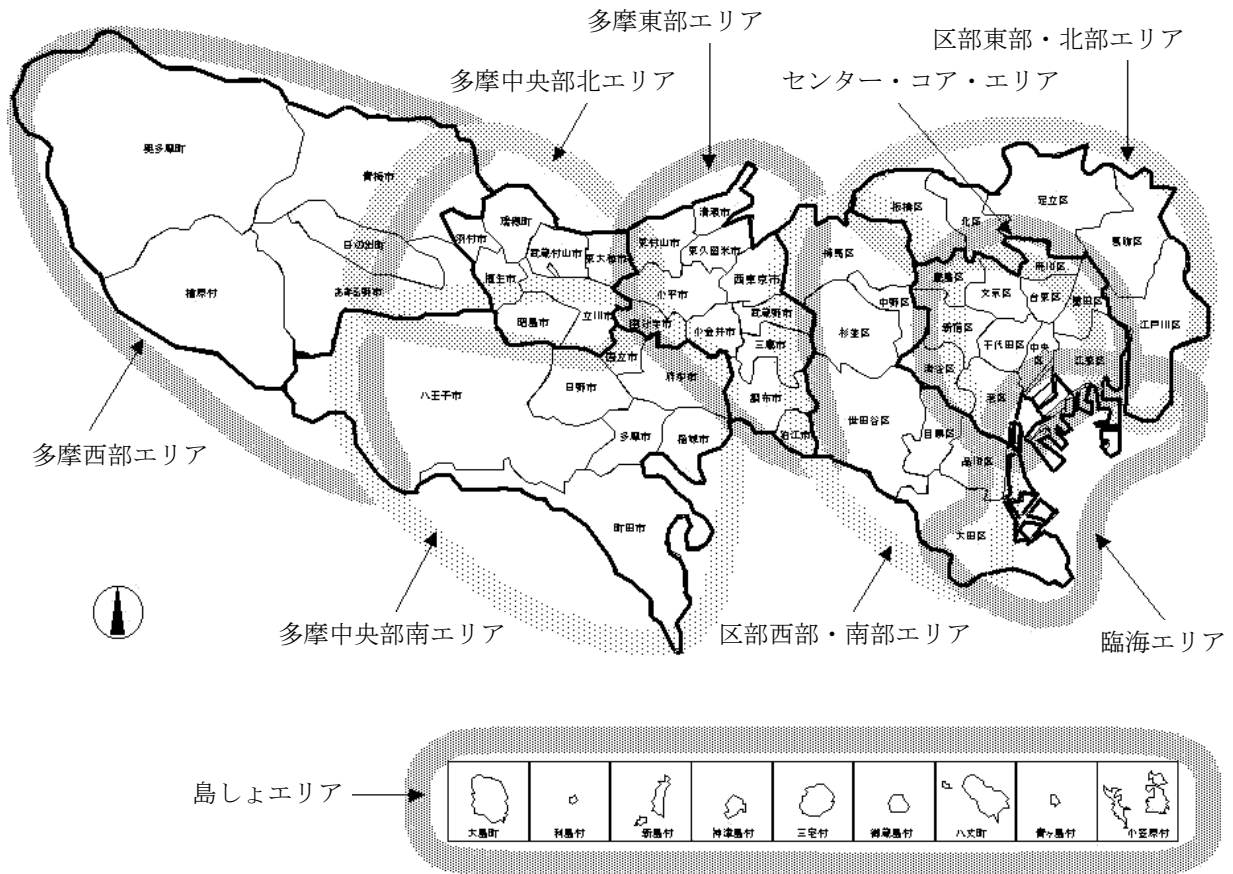 多摩東部エリア
区部東部・北部エリア
多摩中央部北エリア
センター・コア・エリア
奥多摩町
青梅市
日の出町
あきる野市
檜原村
瑞穂町
羽村市
武蔵村山市
東大和市
福生市
昭島市
立川市
清瀬市
東村山市
東久留米市
小平市
西東京市
国分寺市
小金井市
武蔵野市
三鷹市
国立市
府中市
調布市
狛江市
八王子市
日野市
多摩市
稲城市
町田市
板橋区
北区
足立区
葛飾区
練馬区
豊島区
文京区
荒川区
台東区
墨田区
江戸川区
中野区
杉並区
新宿区
千代田区
中央区
江東区
渋谷区
港区
世田谷区
目黒区
品川区
大田区
多摩西部エリア
多摩中央部南エリア
区部西部・南部エリア
臨海エリア
島しょエリア
大島町
利島村
新島村
神津島村
三宅村
御蔵島村
八丈町
青ヶ島村
小笠原村